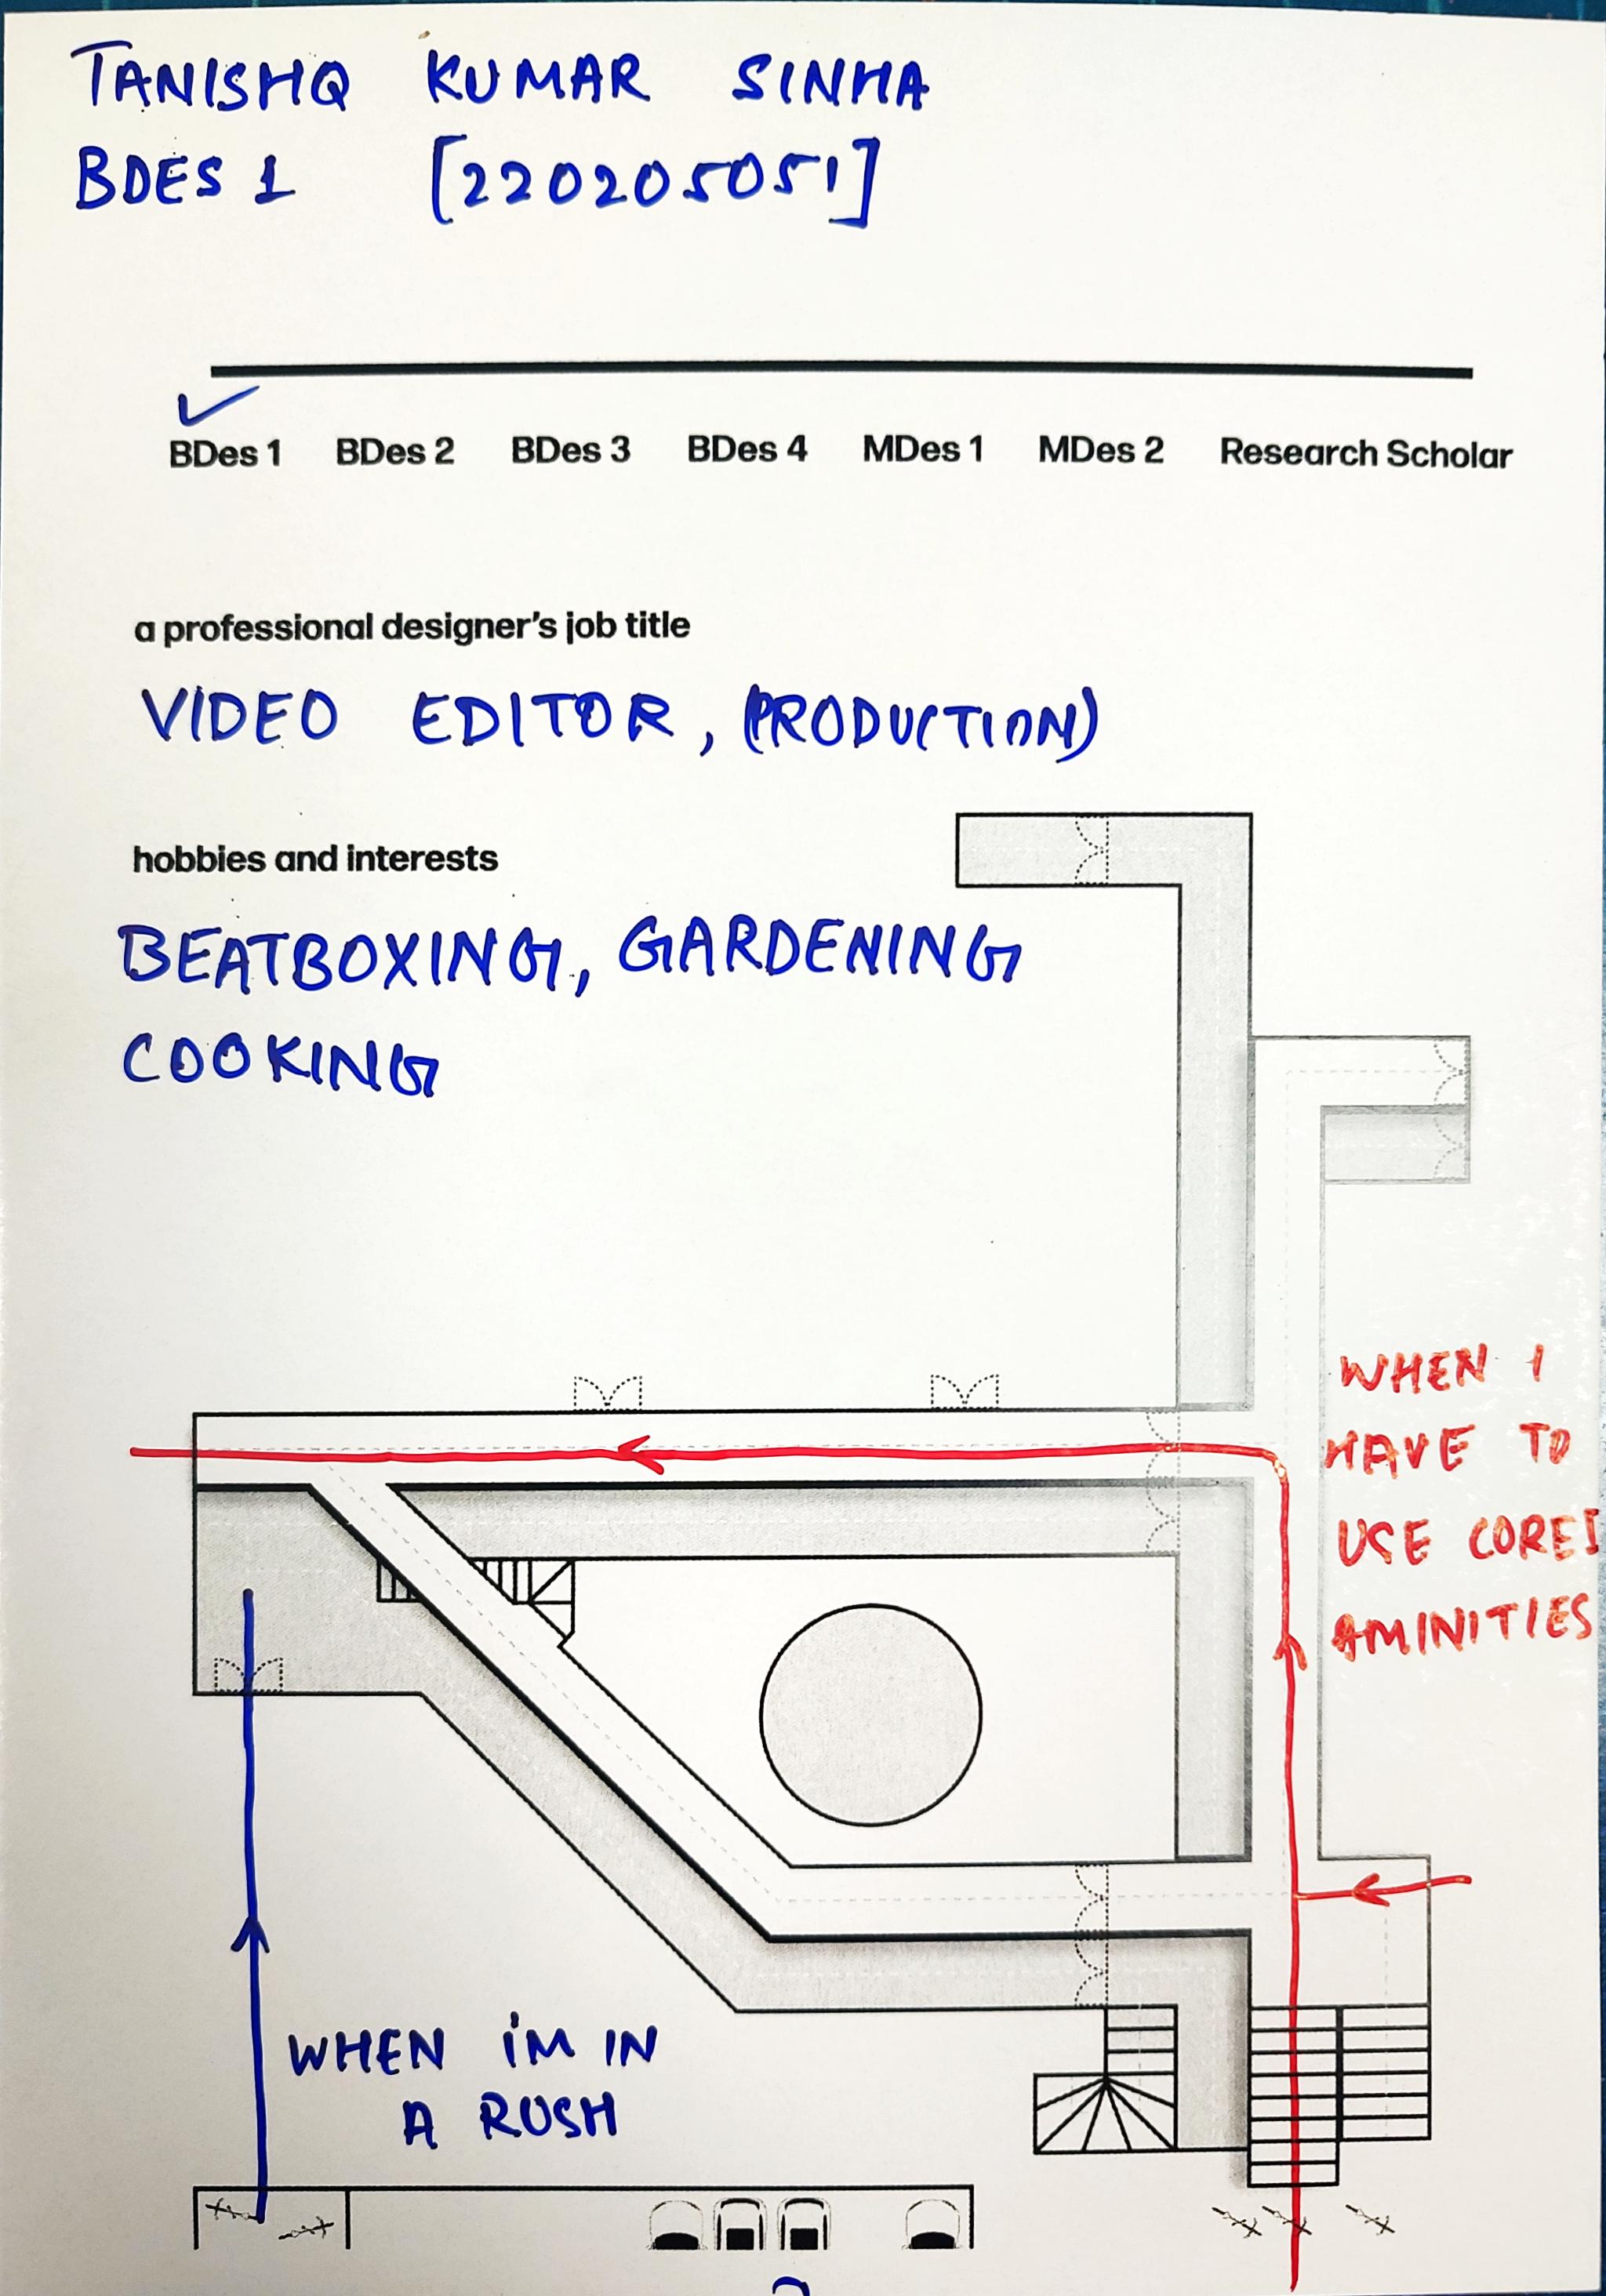 TANISHQ KUMAR SINHA
BDES 1 [220205051]
BDes 1 BDes 2 BDes 3 BDes 4 MDes 1 MDes 2 Research Scholar
a professional designer's job title
VIDEO EDITOR, (PRODUCTION)
hobbies and interests
BEATBOXING, GARDENING
COOKING
WHEN I
HAVE TO
USE CORE1
AMINITIES
WHEN iM IN
A RUSH